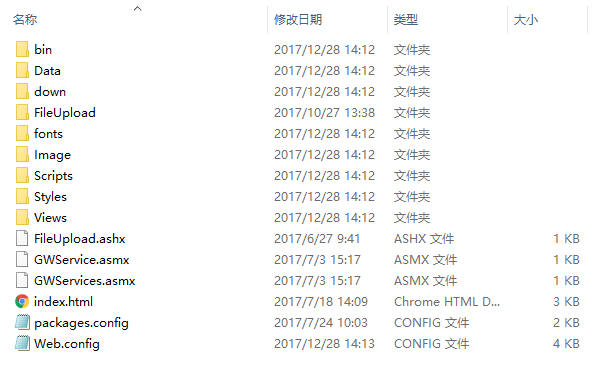 名称 修改日期 类型 大小
bin 2017/12/28 14:12 文件夹
Data 2017/12/28 14:12 文件夹
down 2017/12/28 14:12 文件夹
FileUpload 2017/10/27 13:38 文件夹
fonts 2017/12/28 14:12 文件夹
Image 2017/12/28 14:12 文件夹
Scripts 2017/12/28 14:12 文件夹
Styles 2017/12/28 14:12 文件夹
Views 2017/12/28 14:12 文件夹
FileUpload.ashx 2017/6/27 9:41 ASHX 文件 1 KB
GWService.asmx 2017/7/3 15:17 ASMX 文件 1 KB
GWServices.asmx 2017/7/3 15:17 ASMX 文件 1 KB
index.html 2017/7/18 14:09 Chrome HTML D... 3 KB
packages.config 2017/7/24 10:03 CONFIG 文件 2 KB
Web.config 2017/12/28 14:13 CONFIG 文件 4 KB